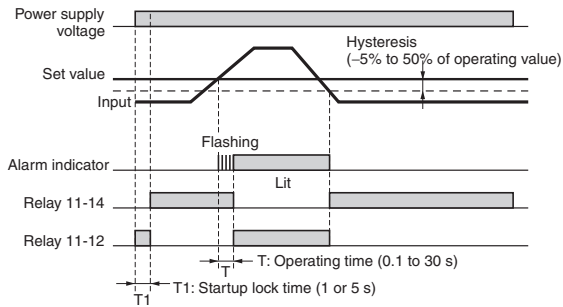 Power supply
voltage
Hysteresis
(–5% to 50% of operating value)
Set value
Input
Flashing
Alarm indicator
Lit
Relay 11-14
Relay 11-12
T
T: Operating time (0.1 to 30 s)
T1
T1: Startup lock time (1 or 5 s)